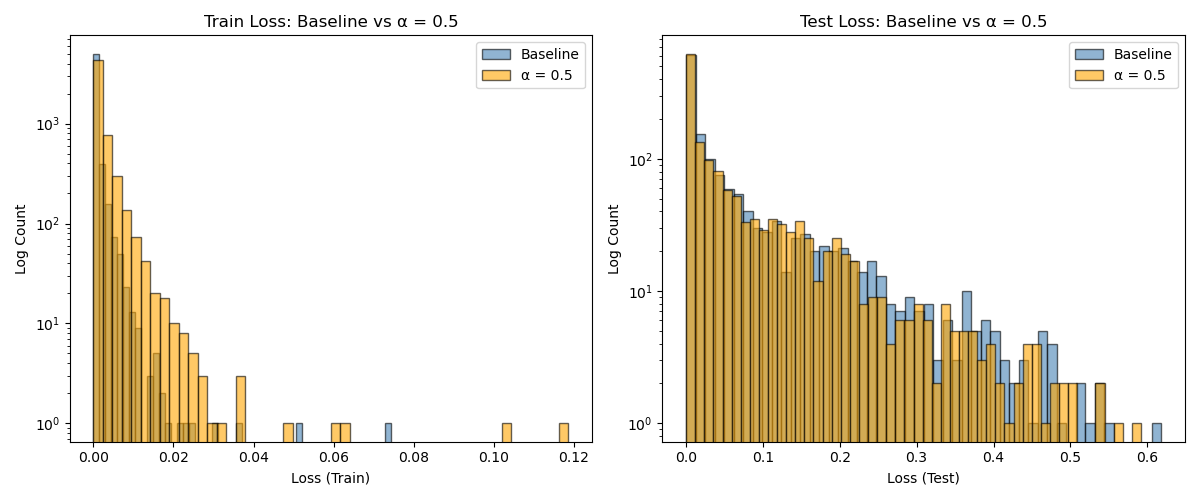 Train Loss: Baseline vs α = 0.5
Baseline
α = 0.5
Log Count
10³
10²
10¹
10⁰
0.00 0.02 0.04 0.06 0.08 0.10 0.12
Loss (Train)
Test Loss: Baseline vs α = 0.5
Baseline
α = 0.5
Log Count
10²
10¹
10⁰
0.0 0.1 0.2 0.3 0.4 0.5 0.6
Loss (Test)